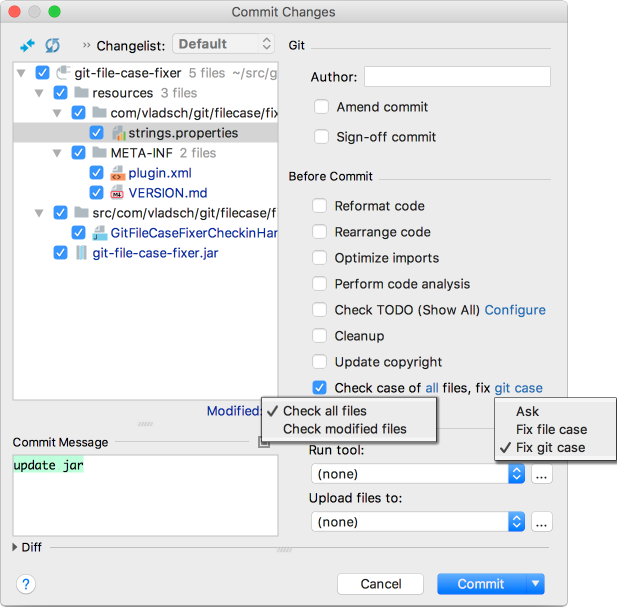 Commit Changes
>> Changelist: Default
git-file-case-fixer 5 files ~/src/g
resources 3 files
com/vladsch/git/filecase/fix
strings.properties
META-INF 2 files
plugin.xml
VERSION.md
src/com/vladsch/git/filecase/f
GitFileCaseFixerCheckinHar
git-file-case-fixer.jar
Modified:
Commit Message
update jar
Diff
Git
Author:
Amend commit
Sign-off commit
Before Commit
Reformat code
Rearrange code
Optimize imports
Perform code analysis
Check TODO (Show All) Configure
Cleanup
Update copyright
Check case of all files, fix git case
Check all files
Check modified files
Ask
Fix file case
Fix git case
Run tool:
(none) ...
Upload files to:
(none) ...
? Cancel Commit